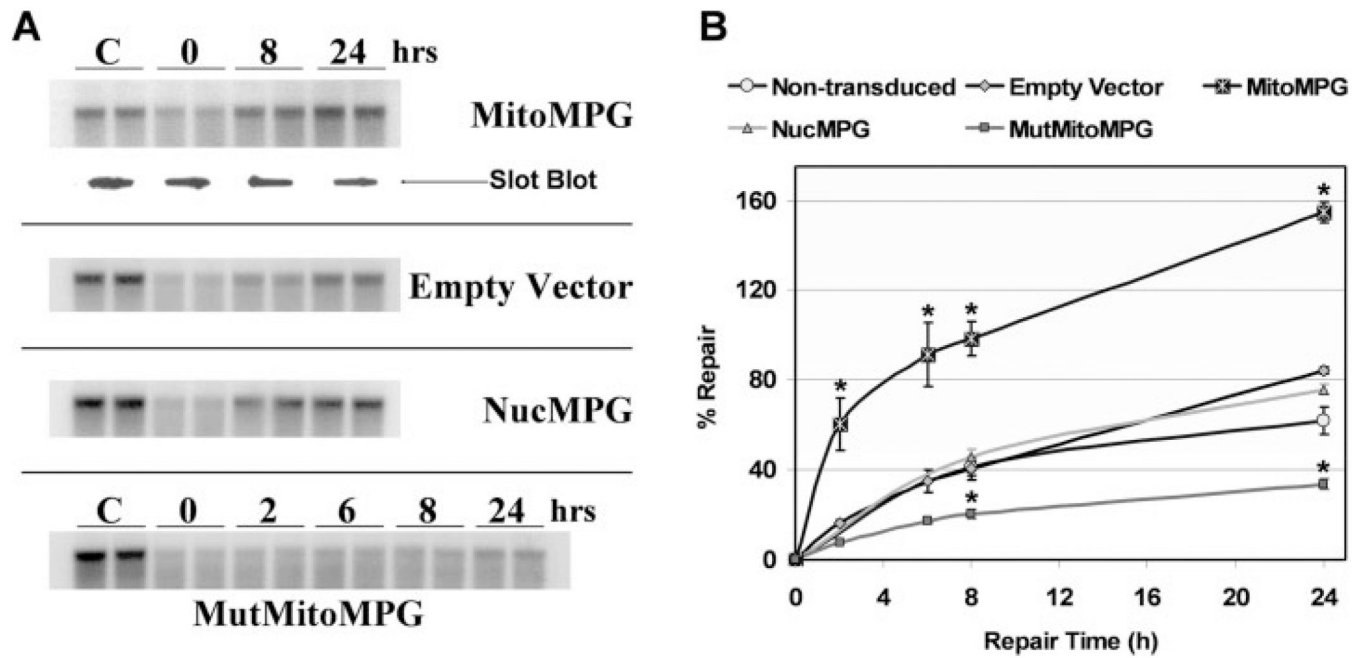 A
C 0 8 24 hrs
MitoMPG
Slot Blot
Empty Vector
NucMPG
C 0 2 6 8 24 hrs
MutMitoMPG
B
Non-transduced Empty Vector MitoMPG
NucMPG MutMitoMPG
% Repair
160
120
80
40
0
* * * * * *
0 4 8 12 16 20 24
Repair Time (h)